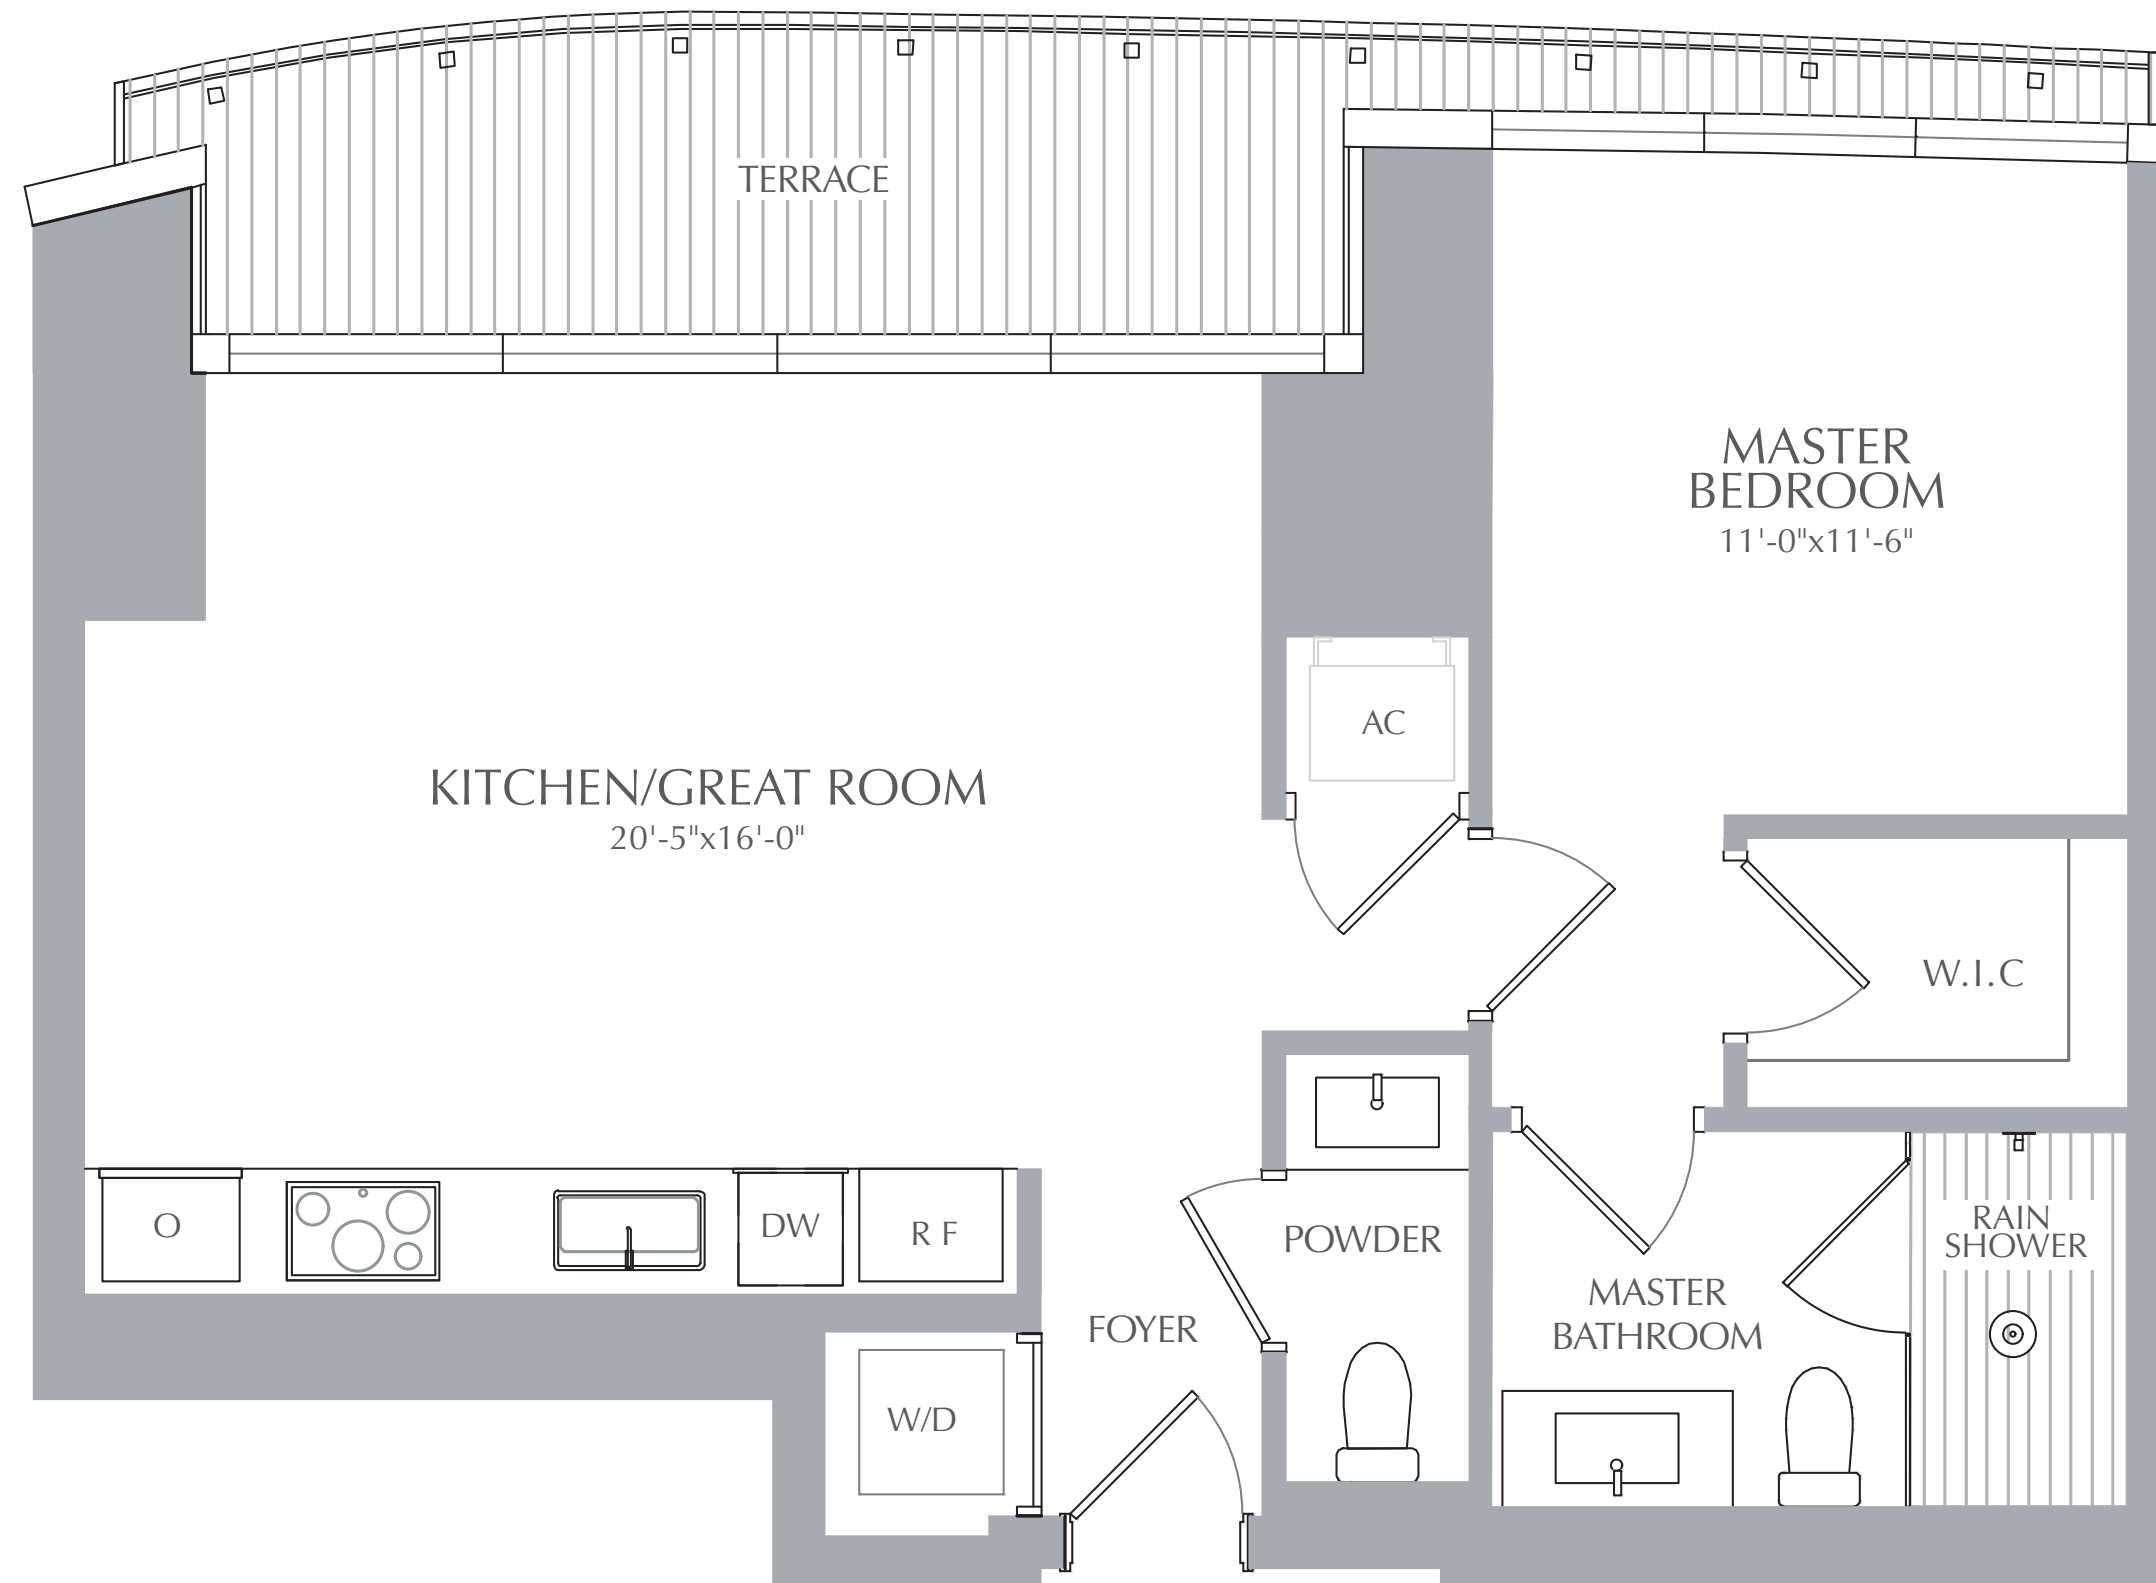 TERRACE
MASTER
BEDROOM
11'-0"x11'-6"
AC
KITCHEN/GREAT ROOM
20'-5"x16'-0"
W.I.C
O
DW
R F
POWDER
RAIN
SHOWER
FOYER
MASTER
BATHROOM
W/D